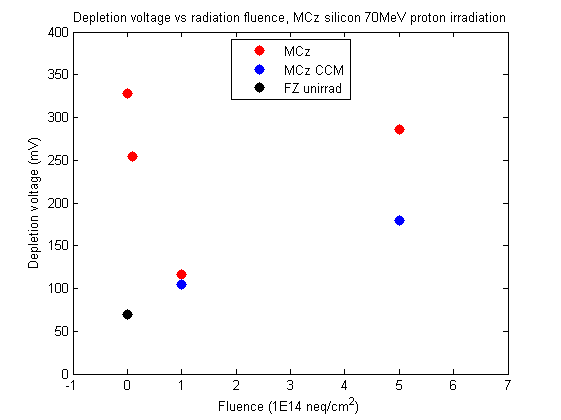 Depletion voltage vs radiation fluence, MCz silicon 70MeV proton irradiation
MCz
MCz CCM
FZ unirrad
Depletion voltage (mV)
400
350
300
250
200
150
100
50
0
-1 0 1 2 3 4 5 6 7
Fluence (1E14 neq/cm²)